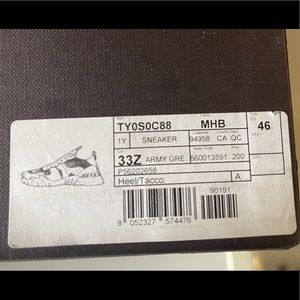 TY0S0C88 MHB 46
1Y SNEAKER 94958 CA QC
33Z ARMY GRE 560013591 200
P56202658
Heel/Tacco: A
90191
8 052327 574476